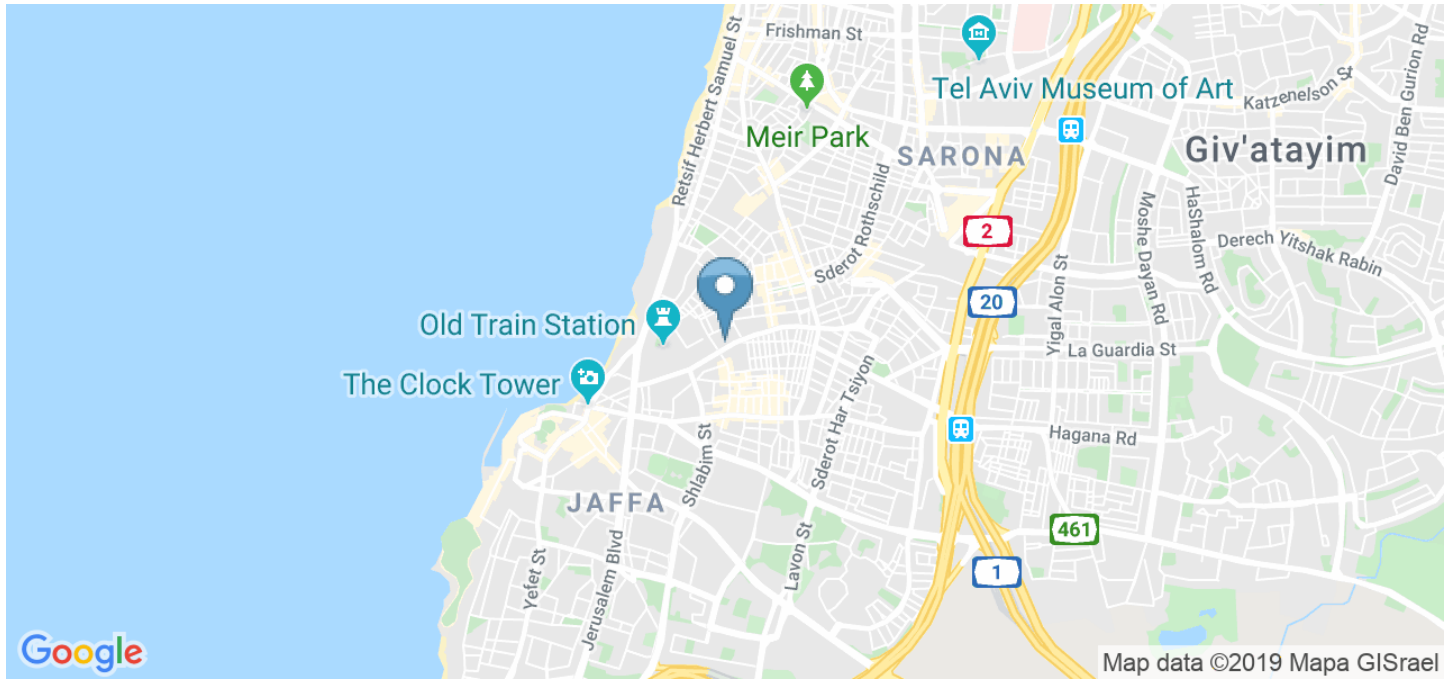 Frishman St
Retsif Herbert Samuel St
Tel Aviv Museum of Art
Katzenelson St
David Ben Gurion Rd
Meir Park
SARONA
Giv'atayim
Sderot Rothschild
2
Moshe Dayan Rd
HaShalom Rd
Derech Yitshak Rabin
20
Yigal Alon St
Old Train Station
La Guardia St
The Clock Tower
Sderot Har Tsiyon
Hagana Rd
Shlabim St
JAFFA
461
1
Lavon St
Yefet St
Jerusalem Blvd
Google
Map data ©2019 Mapa GISrael